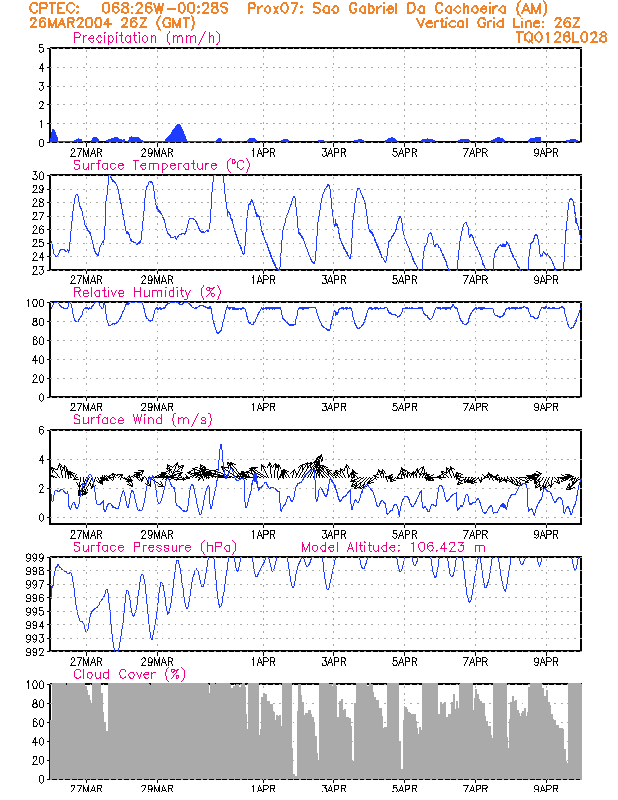 CPTEC: 068:26W-00:28S Prox07: Sao Gabriel Da Cachoeira (AM)
26MAR2004 26Z (GMT) Vertical Grid Line: 26Z
Precipitation (mm/h) TQ0126L028
5
4
3
2
1
0
27MAR 29MAR 1APR 3APR 5APR 7APR 9APR
Surface Temperature (°C)
30
29
28
27
26
25
24
23
27MAR 29MAR 1APR 3APR 5APR 7APR 9APR
Relative Humidity (%)
100
80
60
40
20
0
27MAR 29MAR 1APR 3APR 5APR 7APR 9APR
Surface Wind (m/s)
6
4
2
0
27MAR 29MAR 1APR 3APR 5APR 7APR 9APR
Surface Pressure (hPa) Model Altitude: 106.423 m
999
998
997
996
995
994
993
992
27MAR 29MAR 1APR 3APR 5APR 7APR 9APR
Cloud Cover (%)
100
80
60
40
20
0
27MAR 29MAR 1APR 3APR 5APR 7APR 9APR